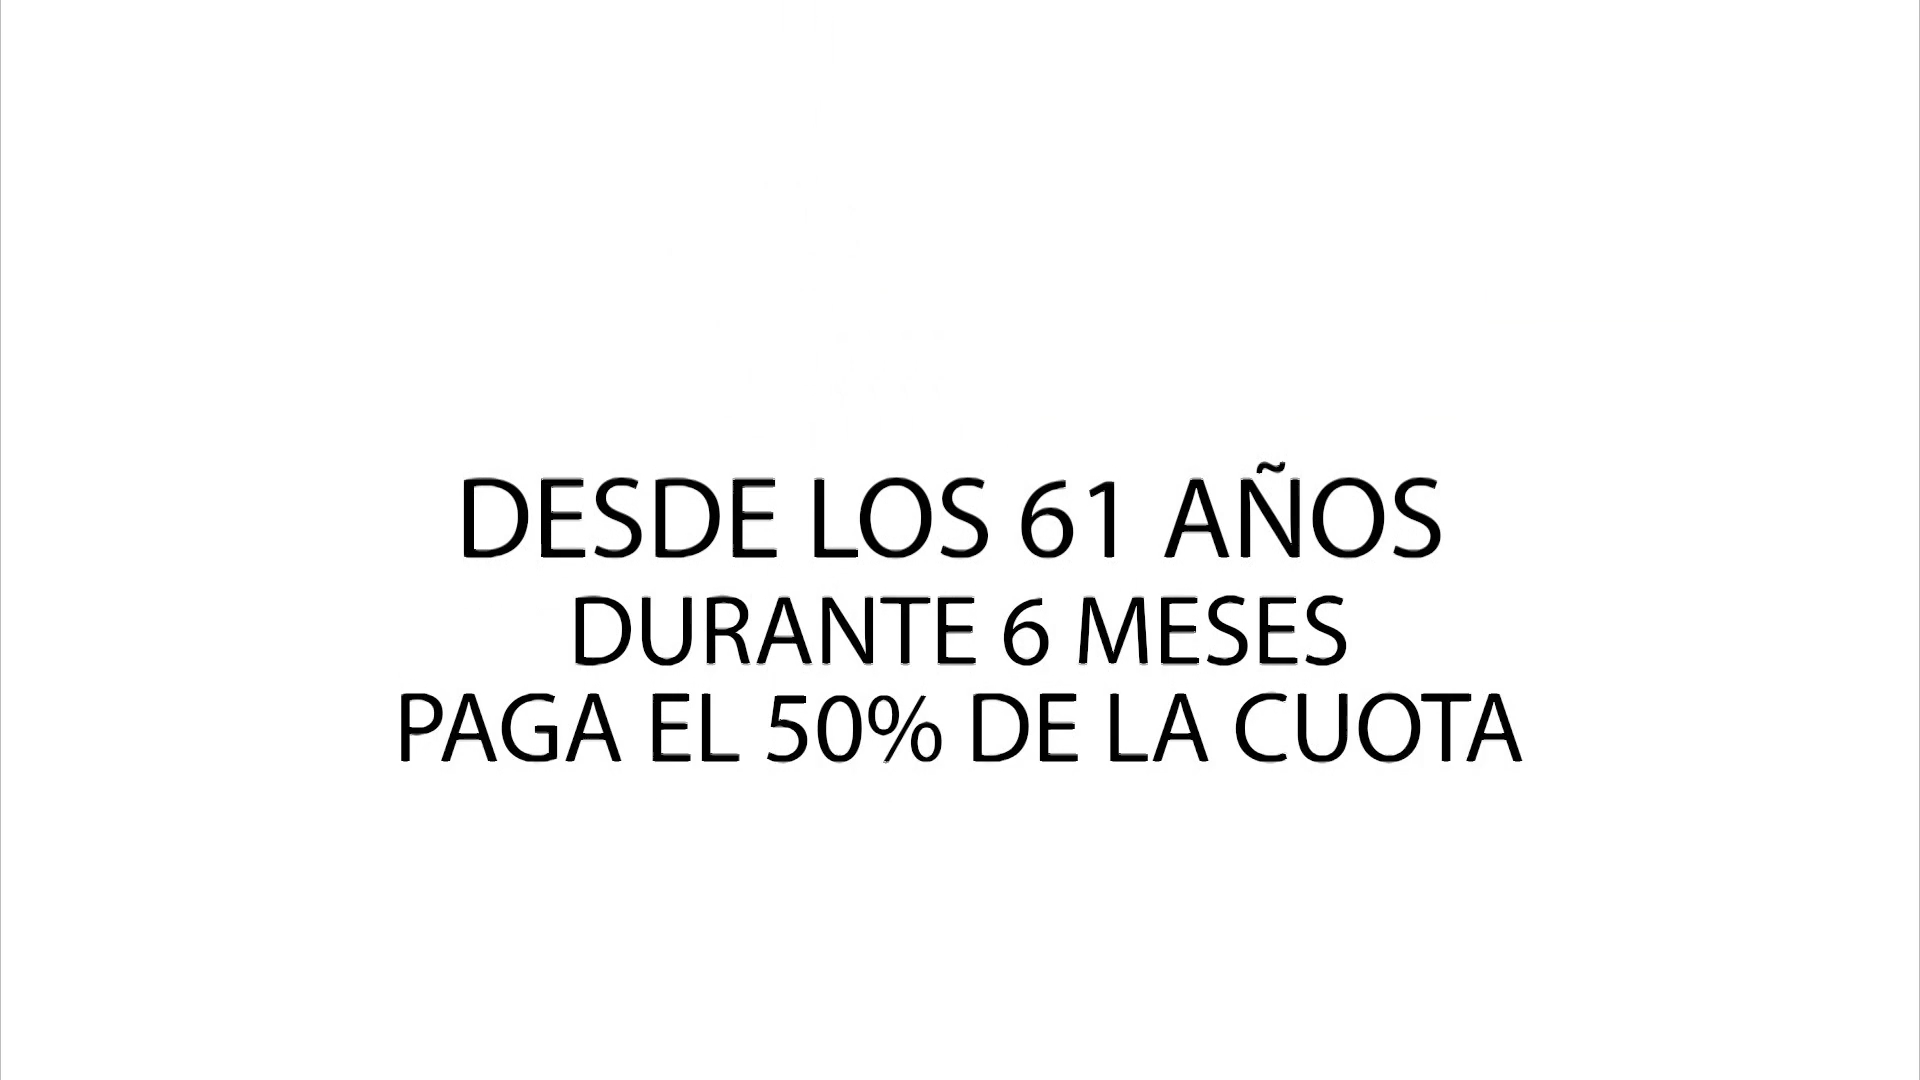 DESDE LOS 61 AÑOS
DURANTE 6 MESES
PAGA EL 50% DE LA CUOTA